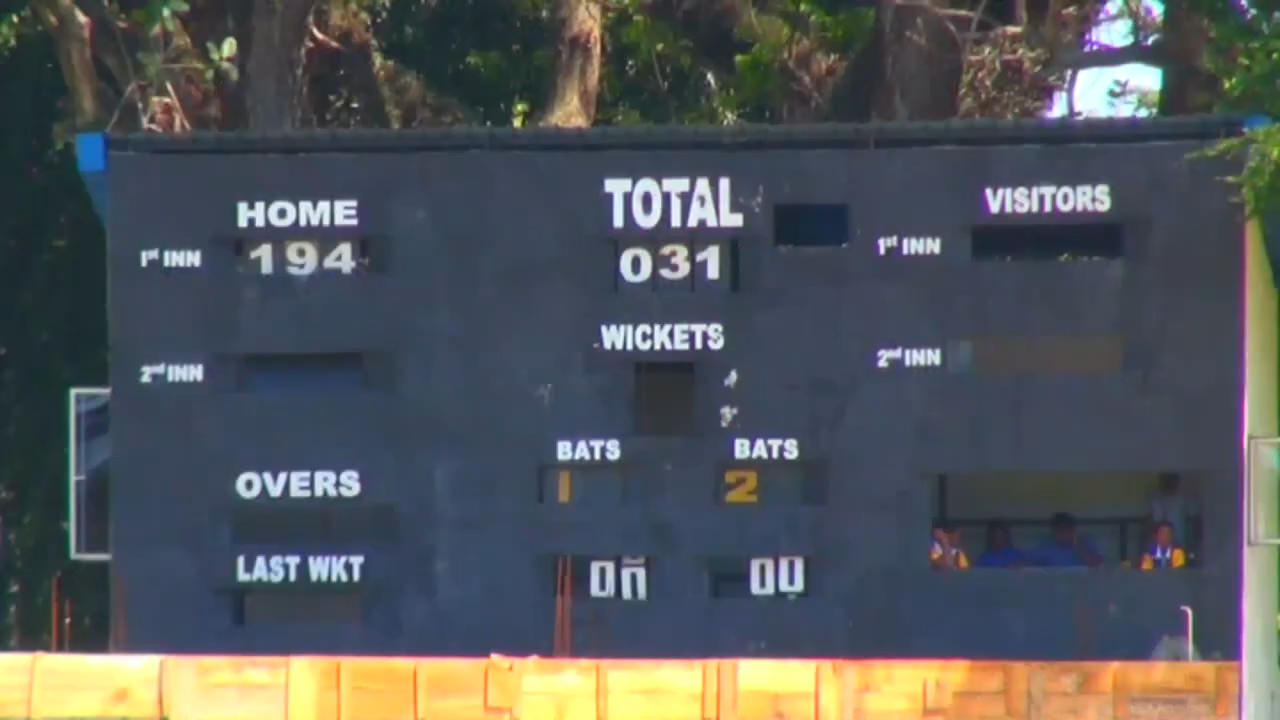 HOME
194
1st INN
2nd INN
TOTAL
031
WICKETS
VISITORS
1st INN
2nd INN
BATS
1
BATS
2
OVERS
LAST WKT
00
00